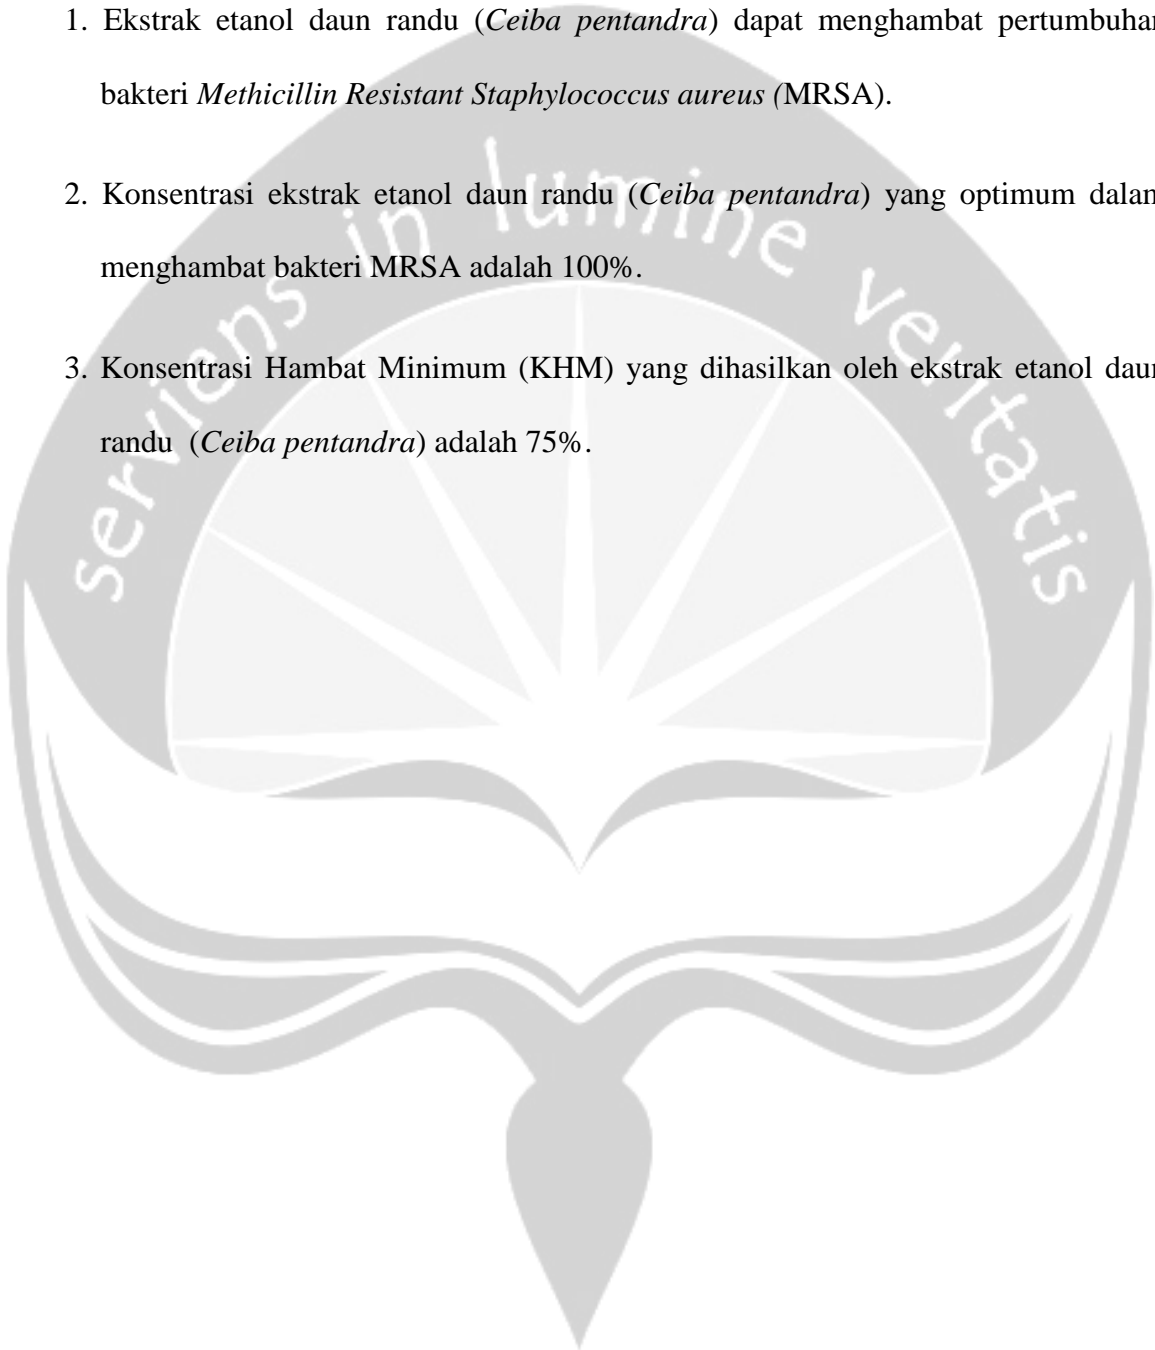 1. Ekstrak etanol daun randu (Ceiba pentandra) dapat menghambat pertumbuhan
bakteri Methicillin Resistant Staphylococcus aureus (MRSA).
2. Konsentrasi ekstrak etanol daun randu (Ceiba pentandra) yang optimum dalam
menghambat bakteri MRSA adalah 100%.
3. Konsentrasi Hambat Minimum (KHM) yang dihasilkan oleh ekstrak etanol daun
randu (Ceiba pentandra) adalah 75%.
serviens in lumine veritatis